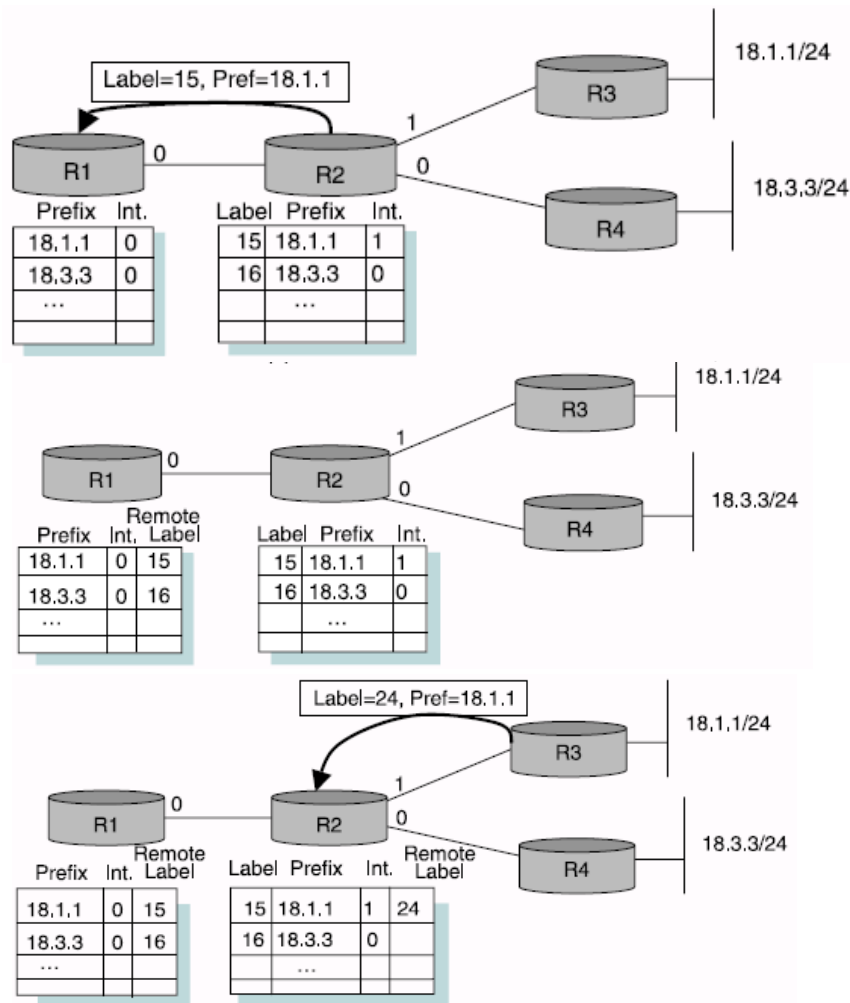 18.1.1/24
Label=15, Pref=18.1.1
R3
1
0
R1
R2
0
18,3,3/24
R4
Prefix Int.
18,1,1 0
18,3,3 0
...
Label Prefix Int.
15 18.1.1 1
16 18.3.3 0
...
18.1.1/24
R3
1
0
R1
R2
0
18.3.3/24
R4
Prefix Int. Remote Label
18.1.1 0 15
18.3.3 0 16
...
Label Prefix Int.
15 18.1.1 1
16 18.3.3 0
...
Label=24, Pref=18.1.1
18,1,1/24
R3
1
0
R1
R2
0
18.3.3/24
R4
Prefix Int. Remote Label
18,1,1 0 15
18.3.3 0 16
...
Label Prefix Int. Remote Label
15 18.1.1 1 24
16 18.3.3 0
...